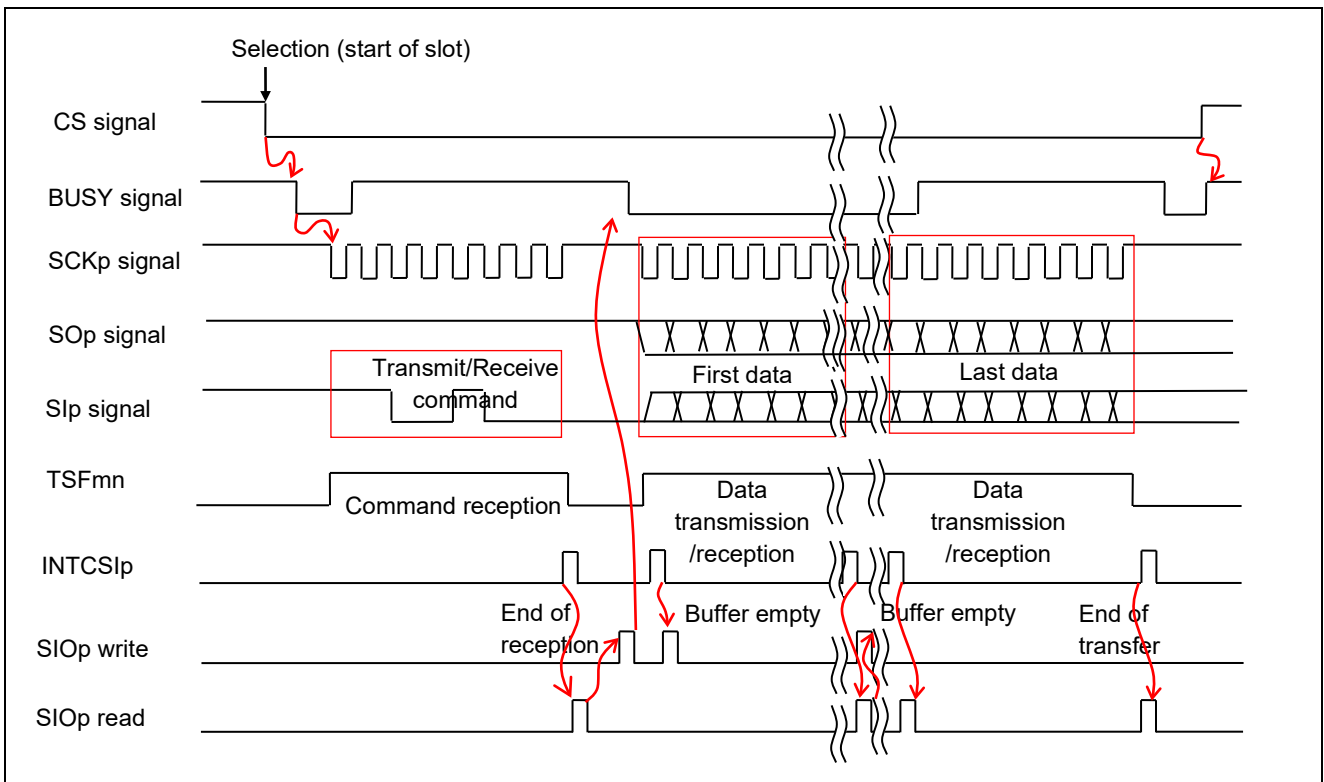 Selection (start of slot)
CS signal
BUSY signal
SCKp signal
SOp signal
Transmit/Receive
command
First data
Last data
SIp signal
TSFmn
Command reception
Data
transmission
/reception
Data
transmission
/reception
INTCSIp
End of
reception
Buffer empty
Buffer empty
End of
transfer
SIOp write
SIOp read